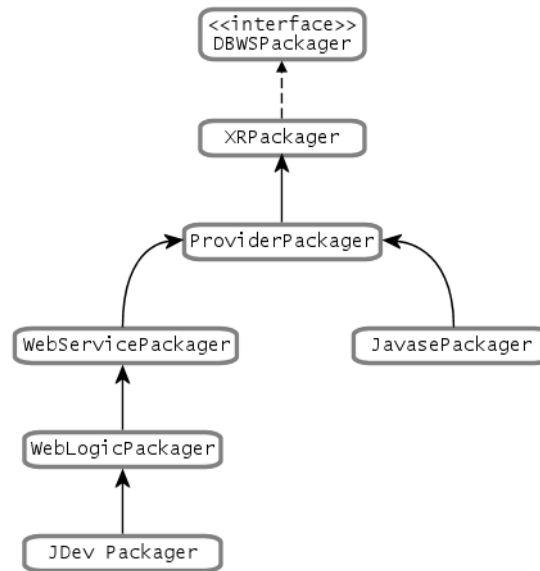 <<interface>>
DBWSPackager
XRPackager
ProviderPackager
WebServicePackager
JavasePackager
WebLogicPackager
JDev Packager